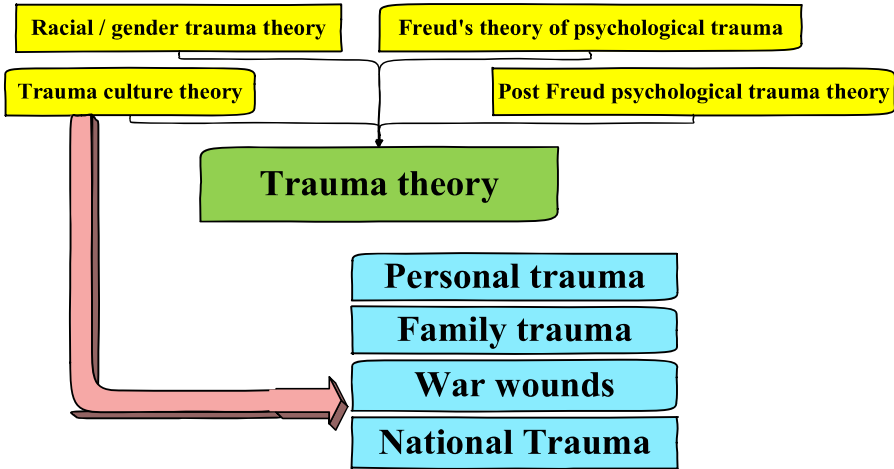 Racial / gender trauma theory
Freud's theory of psychological trauma
Trauma culture theory
Post Freud psychological trauma theory
Trauma theory
Personal trauma
Family trauma
War wounds
National Trauma